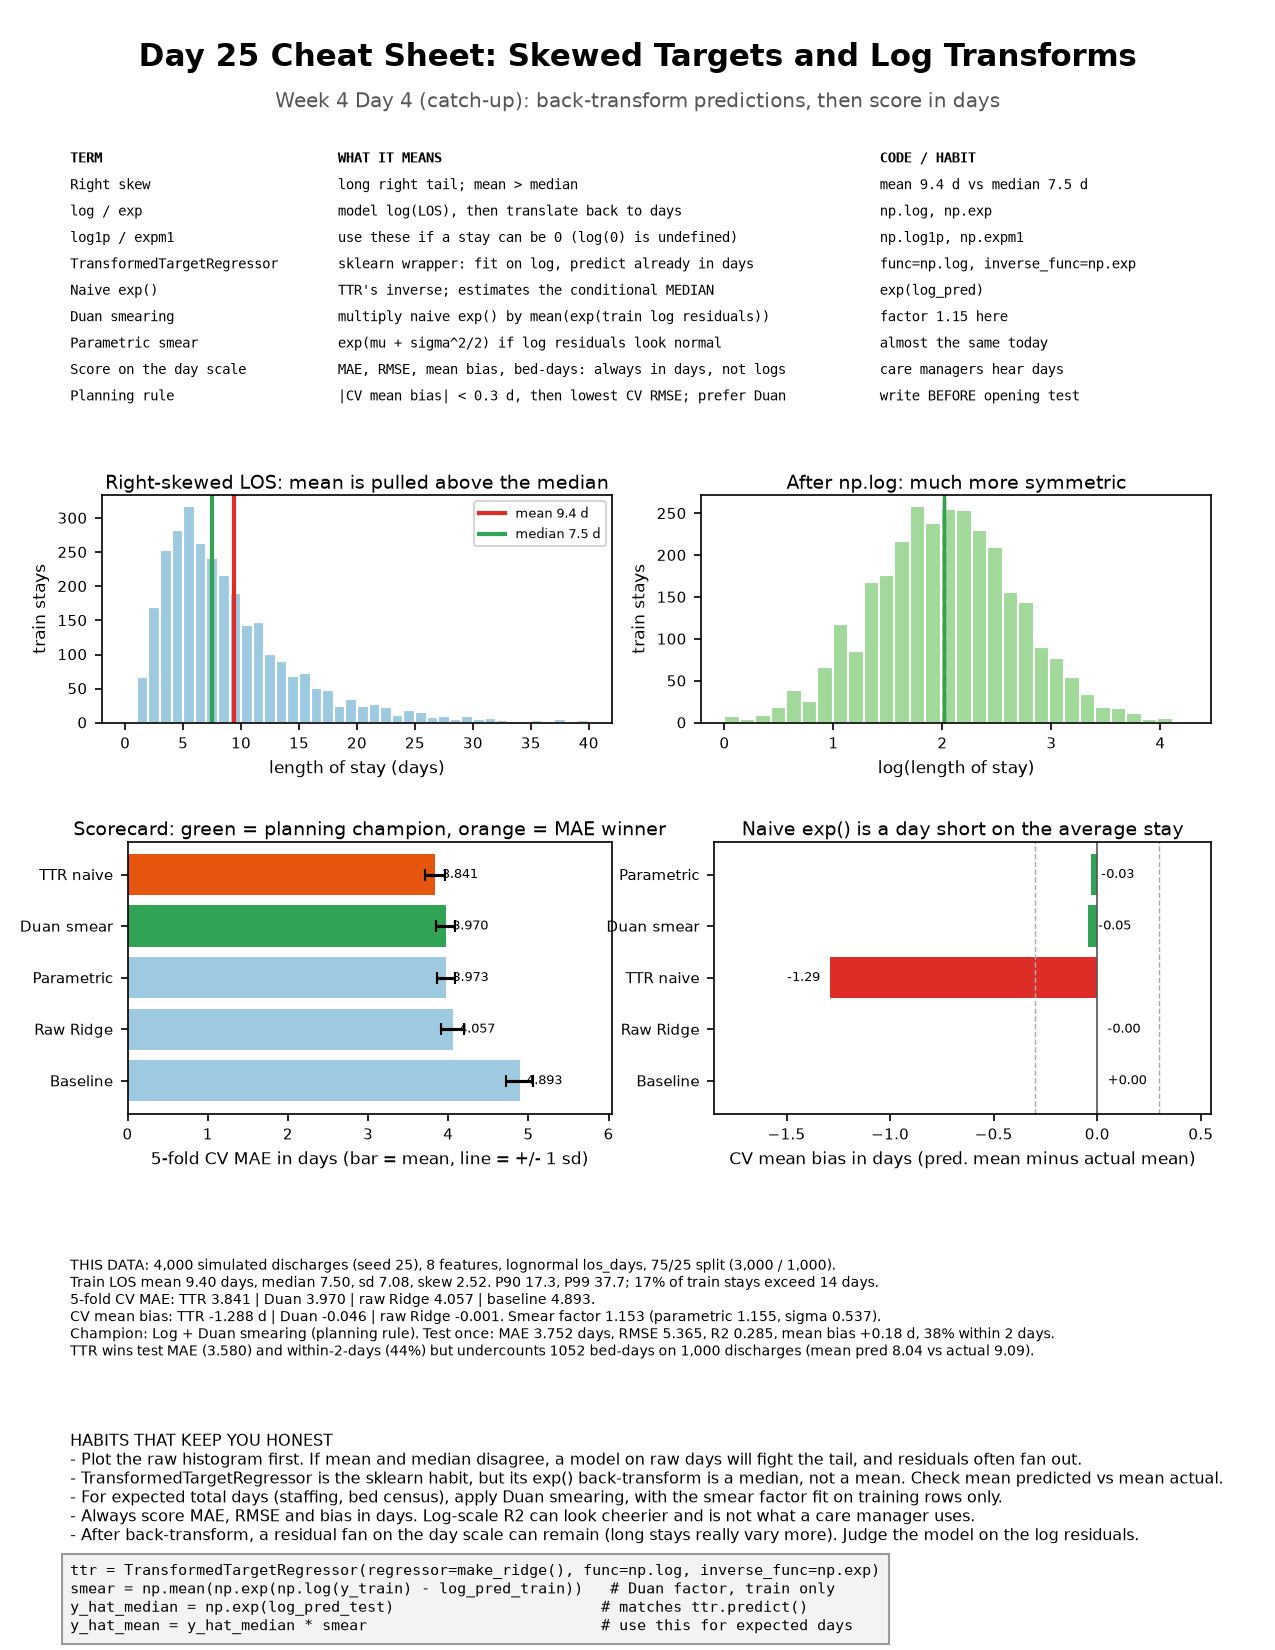 Day 25 Cheat Sheet: Skewed Targets and Log Transforms
Week 4 Day 4 (catch-up): back-transform predictions, then score in days
TERM WHAT IT MEANS CODE / HABIT
Right skew long right tail; mean > median mean 9.4 d vs median 7.5 d
log / exp model log(LOS), then translate back to days np.log, np.exp
log1p / expm1 use these if a stay can be 0 (log(0) is undefined) np.log1p, np.expm1
TransformedTargetRegressor sklearn wrapper: fit on log, predict already in days func=np.log, inverse_func=np.exp
Naive exp() TTR's inverse; estimates the conditional MEDIAN exp(log_pred)
Duan smearing multiply naive exp() by mean(exp(train log residuals)) factor 1.15 here
Parametric smear exp(mu + sigma^2/2) if log residuals look normal almost the same today
Score on the day scale MAE, RMSE, mean bias, bed-days: always in days, not logs care managers hear days
Planning rule |CV mean bias| < 0.3 d, then lowest CV RMSE; prefer Duan write BEFORE opening test
Right-skewed LOS: mean is pulled above the median
mean 9.4 d
median 7.5 d
300
250
200
150
100
50
0
train stays
0 5 10 15 20 25 30 35 40
length of stay (days)
After np.log: much more symmetric
250
200
150
100
50
0
train stays
0 1 2 3 4
log(length of stay)
Scorecard: green = planning champion, orange = MAE winner
TTR naive 3.841
Duan smear 3.970
Parametric 3.973
Raw Ridge 4.057
Baseline 4.893
0 1 2 3 4 5 6
5-fold CV MAE in days (bar = mean, line = +/- 1 sd)
Naive exp() is a day short on the average stay
Parametric -0.03
Duan smear -0.05
TTR naive -1.29
Raw Ridge -0.00
Baseline +0.00
−1.5 −1.0 −0.5 0.0 0.5
CV mean bias in days (pred. mean minus actual mean)
THIS DATA: 4,000 simulated discharges (seed 25), 8 features, lognormal los_days, 75/25 split (3,000 / 1,000).
Train LOS mean 9.40 days, median 7.50, sd 7.08, skew 2.52. P90 17.3, P99 37.7; 17% of train stays exceed 14 days.
5-fold CV MAE: TTR 3.841 | Duan 3.970 | raw Ridge 4.057 | baseline 4.893.
CV mean bias: TTR -1.288 d | Duan -0.046 | raw Ridge -0.001. Smear factor 1.153 (parametric 1.155, sigma 0.537).
Champion: Log + Duan smearing (planning rule). Test once: MAE 3.752 days, RMSE 5.365, R2 0.285, mean bias +0.18 d, 38% within 2 days.
TTR wins test MAE (3.580) and within-2-days (44%) but undercounts 1052 bed-days on 1,000 discharges (mean pred 8.04 vs actual 9.09).
HABITS THAT KEEP YOU HONEST
- Plot the raw histogram first. If mean and median disagree, a model on raw days will fight the tail, and residuals often fan out.
- TransformedTargetRegressor is the sklearn habit, but its exp() back-transform is a median, not a mean. Check mean predicted vs mean actual.
- For expected total days (staffing, bed census), apply Duan smearing, with the smear factor fit on training rows only.
- Always score MAE, RMSE and bias in days. Log-scale R2 can look cheerier and is not what a care manager uses.
- After back-transform, a residual fan on the day scale can remain (long stays really vary more). Judge the model on the log residuals.
ttr = TransformedTargetRegressor(regressor=make_ridge(), func=np.log, inverse_func=np.exp)
smear = np.mean(np.exp(np.log(y_train) - log_pred_train)) # Duan factor, train only
y_hat_median = np.exp(log_pred_test) # matches ttr.predict()
y_hat_mean = y_hat_median * smear # use this for expected days